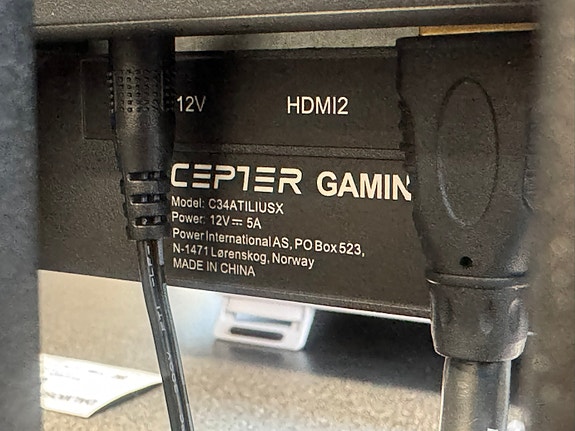 12V HDMI2
CEPTER GAMIN
Model: C34ATILIUSX
Power: 12V⎓ 5A
Power International AS, PO Box 523,
N-1471 Lørenskog, Norway
MADE IN CHINA